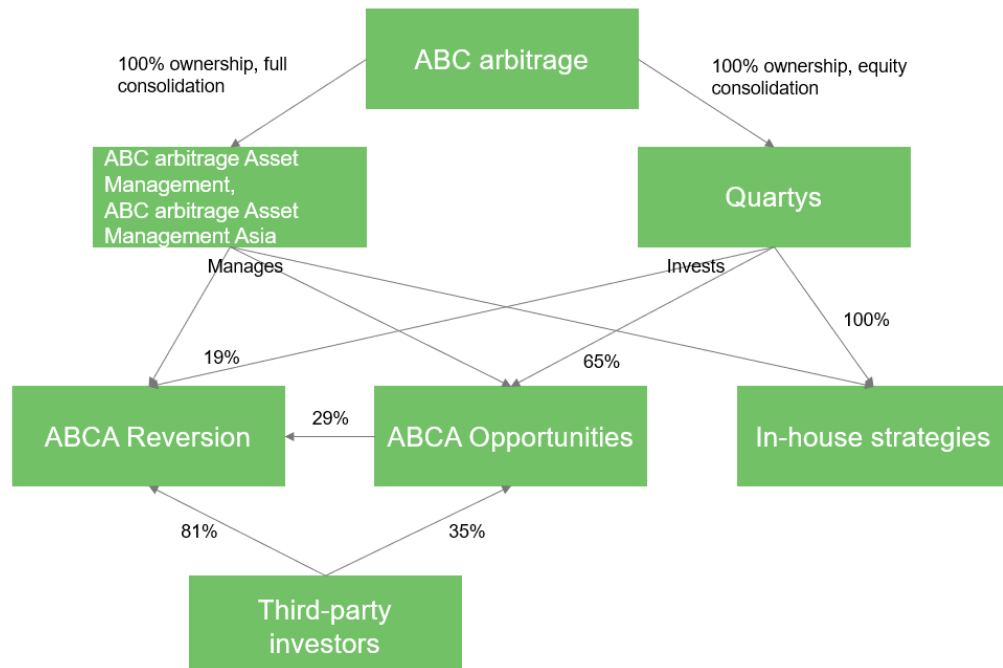 ABC arbitrage
100% ownership, full
consolidation
100% ownership, equity
consolidation
ABC arbitrage Asset
Management,
ABC arbitrage Asset
Management Asia
Quartys
Manages
Invests
100%
19%
65%
ABCA Reversion
29%
ABCA Opportunities
In-house strategies
81%
35%
Third-party
investors